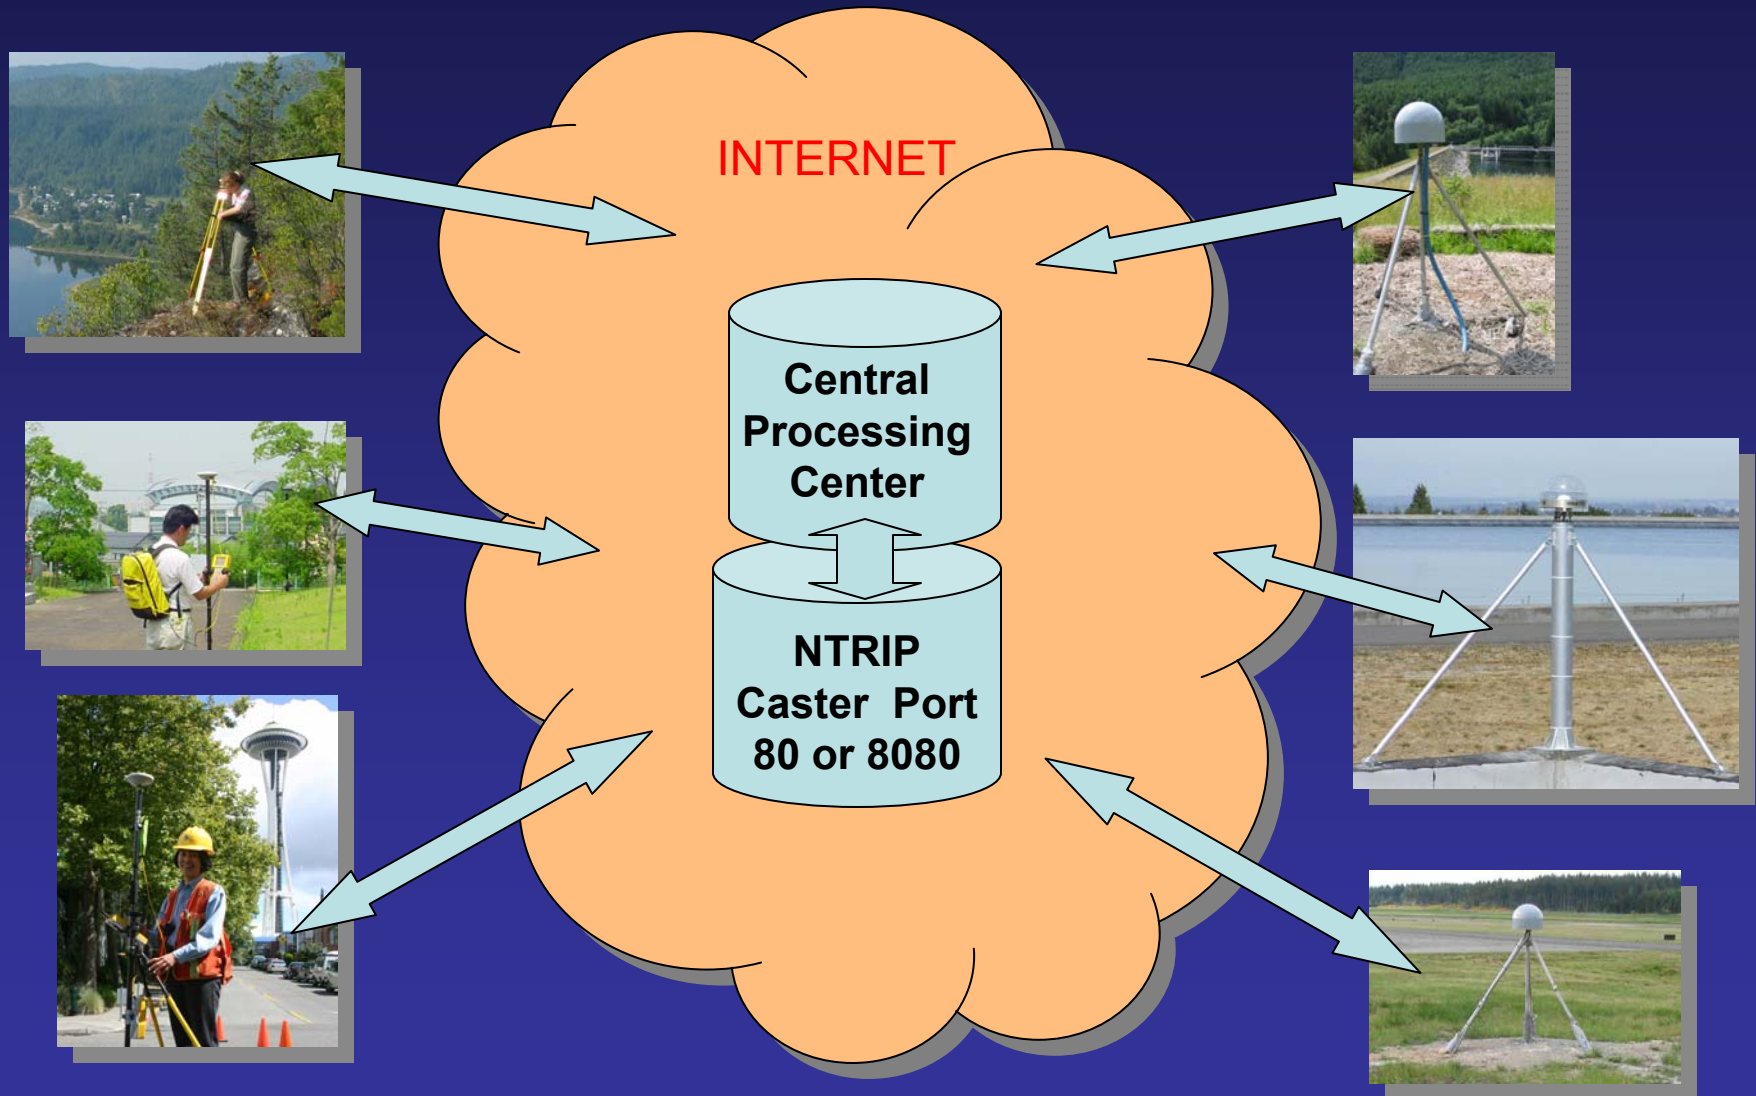 INTERNET
Central
Processing
Center
NTRIP
Caster Port
80 or 8080